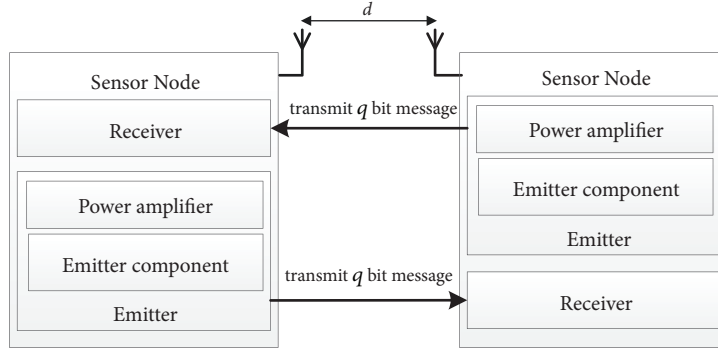 d
Sensor Node
Receiver
Power amplifier
Emitter component
Emitter
transmit q bit message
transmit q bit message
Sensor Node
Power amplifier
Emitter component
Emitter
Receiver